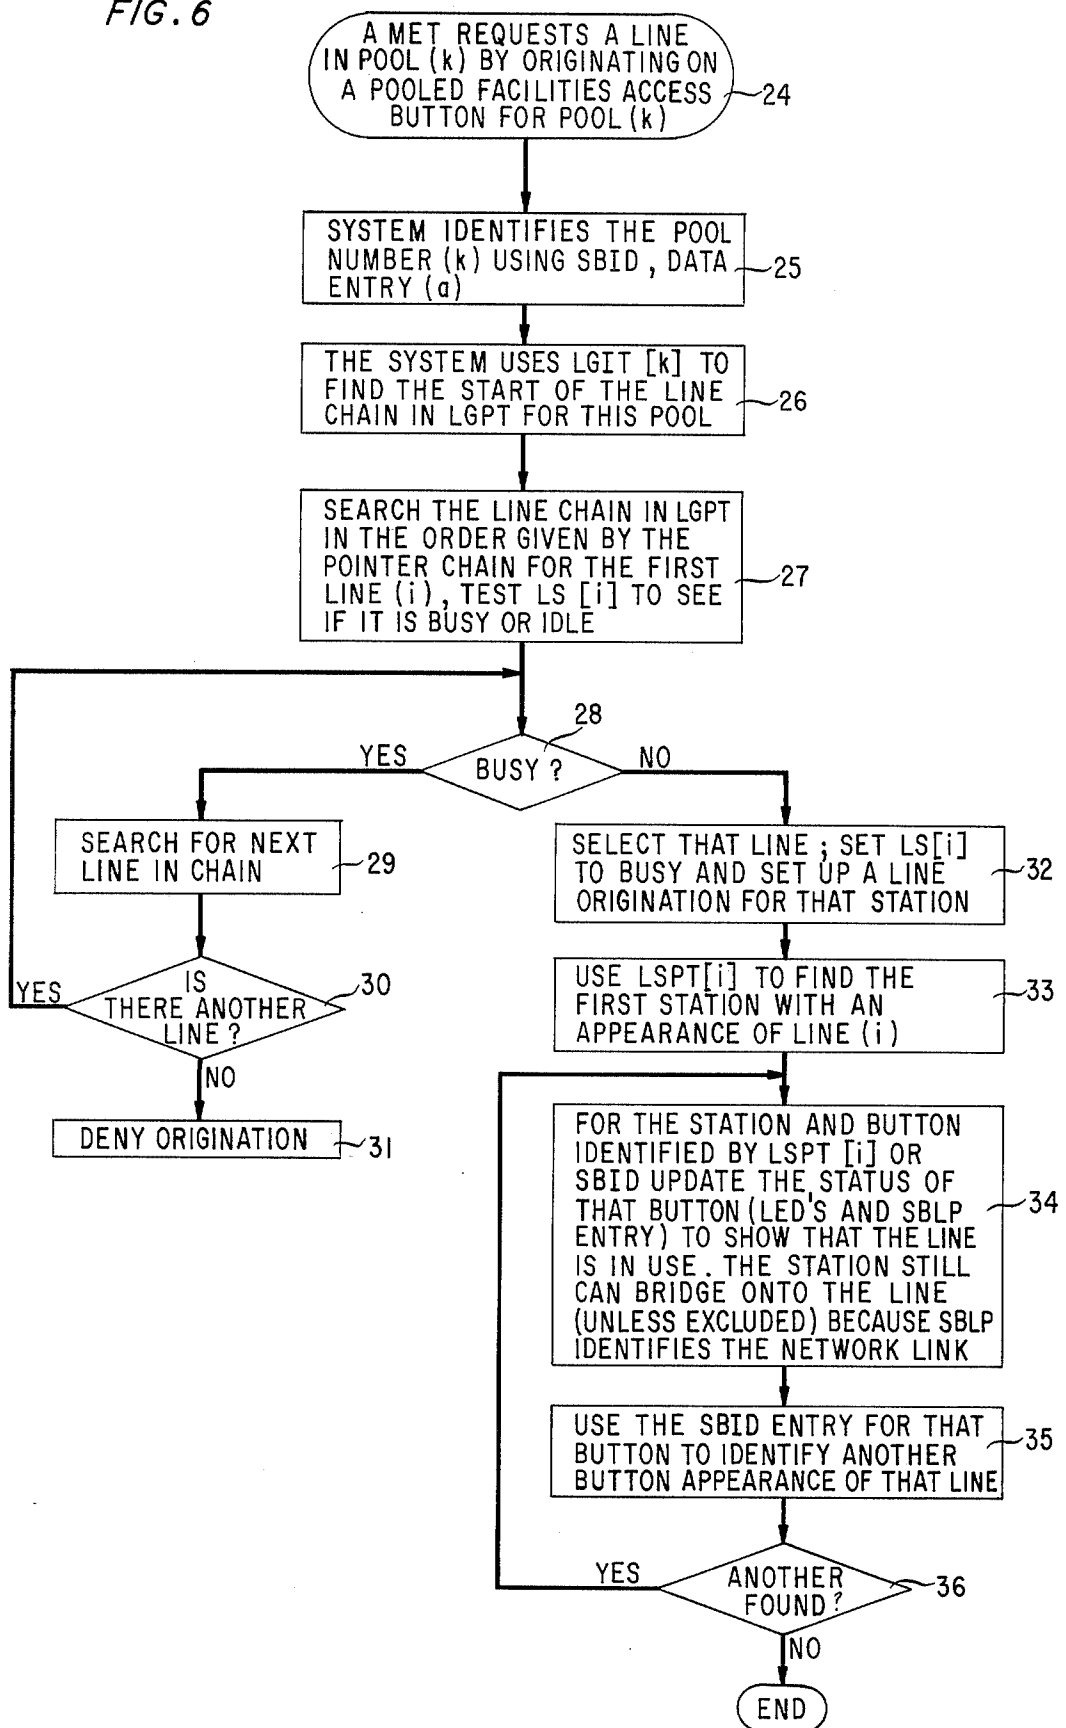 FIG. 6
A MET REQUESTS A LINE
IN POOL (k) BY ORIGINATING ON
A POOLED FACILITIES ACCESS
BUTTON FOR POOL (k)
24
SYSTEM IDENTIFIES THE POOL
NUMBER (k) USING SBID, DATA
ENTRY (a)
25
THE SYSTEM USES LGIT [k] TO
FIND THE START OF THE LINE
CHAIN IN LGPT FOR THIS POOL
26
SEARCH THE LINE CHAIN IN LGPT
IN THE ORDER GIVEN BY THE
POINTER CHAIN FOR THE FIRST
LINE (i), TEST LS [i] TO SEE
IF IT IS BUSY OR IDLE
27
28
YES
BUSY ?
NO
SEARCH FOR NEXT
LINE IN CHAIN
29
IS
THERE ANOTHER
LINE ?
30
YES
NO
DENY ORIGINATION
31
SELECT THAT LINE ; SET LS[i]
TO BUSY AND SET UP A LINE
ORIGINATION FOR THAT STATION
32
USE LSPT[i] TO FIND THE
FIRST STATION WITH AN
APPEARANCE OF LINE (i)
33
FOR THE STATION AND BUTTON
IDENTIFIED BY LSPT [i] OR
SBID UPDATE THE STATUS OF
THAT BUTTON (LED'S AND SBLP
ENTRY) TO SHOW THAT THE LINE
IS IN USE. THE STATION STILL
CAN BRIDGE ONTO THE LINE
(UNLESS EXCLUDED) BECAUSE SBLP
IDENTIFIES THE NETWORK LINK
34
USE THE SBID ENTRY FOR THAT
BUTTON TO IDENTIFY ANOTHER
BUTTON APPEARANCE OF THAT LINE
35
YES
ANOTHER
FOUND?
36
NO
END